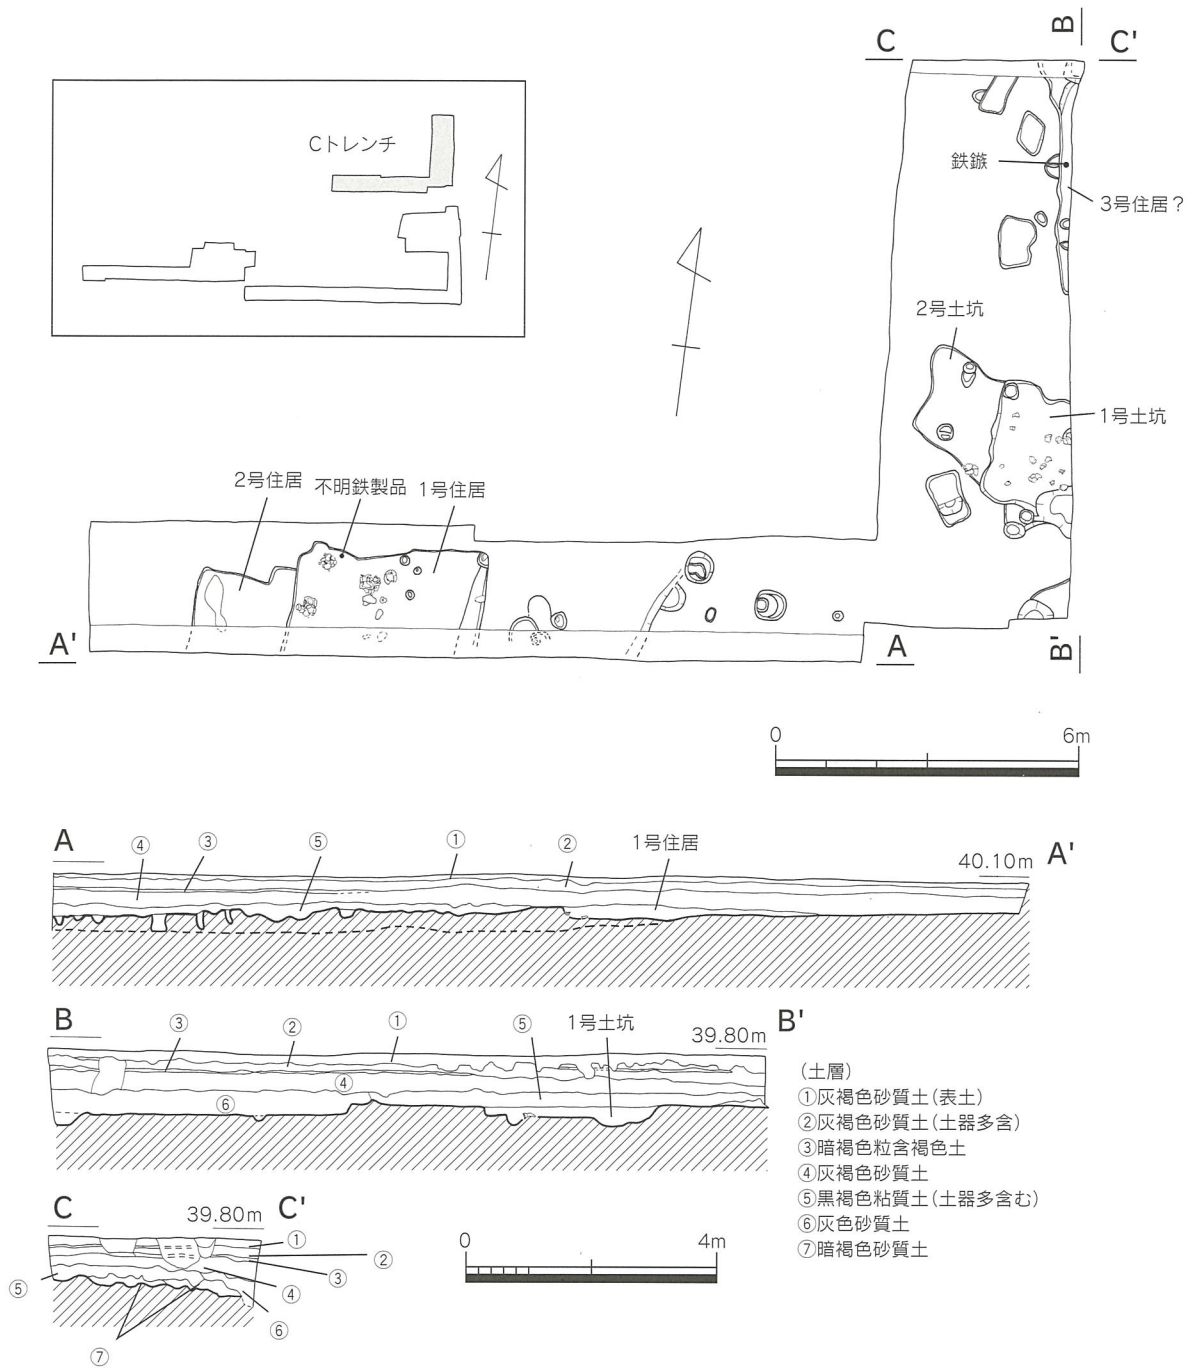 Cトレンチ
C
B
C'
鉄鏃
3号住居？
2号土坑
1号土坑
2号住居
不明鉄製品
1号住居
A'
A
B'
0
6m
A
④
③
⑤
①
②
1号住居
40.10m
A'
B
③
②
①
⑤
1号土坑
39.80m
B'
④
⑥
C
39.80m
C'
①
②
③
④
⑤
⑥
⑦
0
4m
（土層）
①灰褐色砂質土（表土）
②灰褐色砂質土（土器多含）
③暗褐色粒含褐色土
④灰褐色砂質土
⑤黒褐色粘質土（土器多含む）
⑥灰色砂質土
⑦暗褐色砂質土